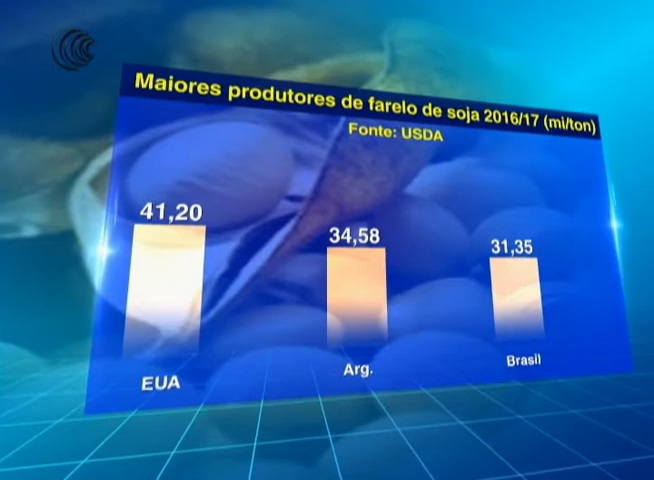 Maiores produtores de farelo de soja 2016/17 (mi/ton)
Fonte: USDA
41,20
34,58
31,35
EUA
Arg.
Brasil